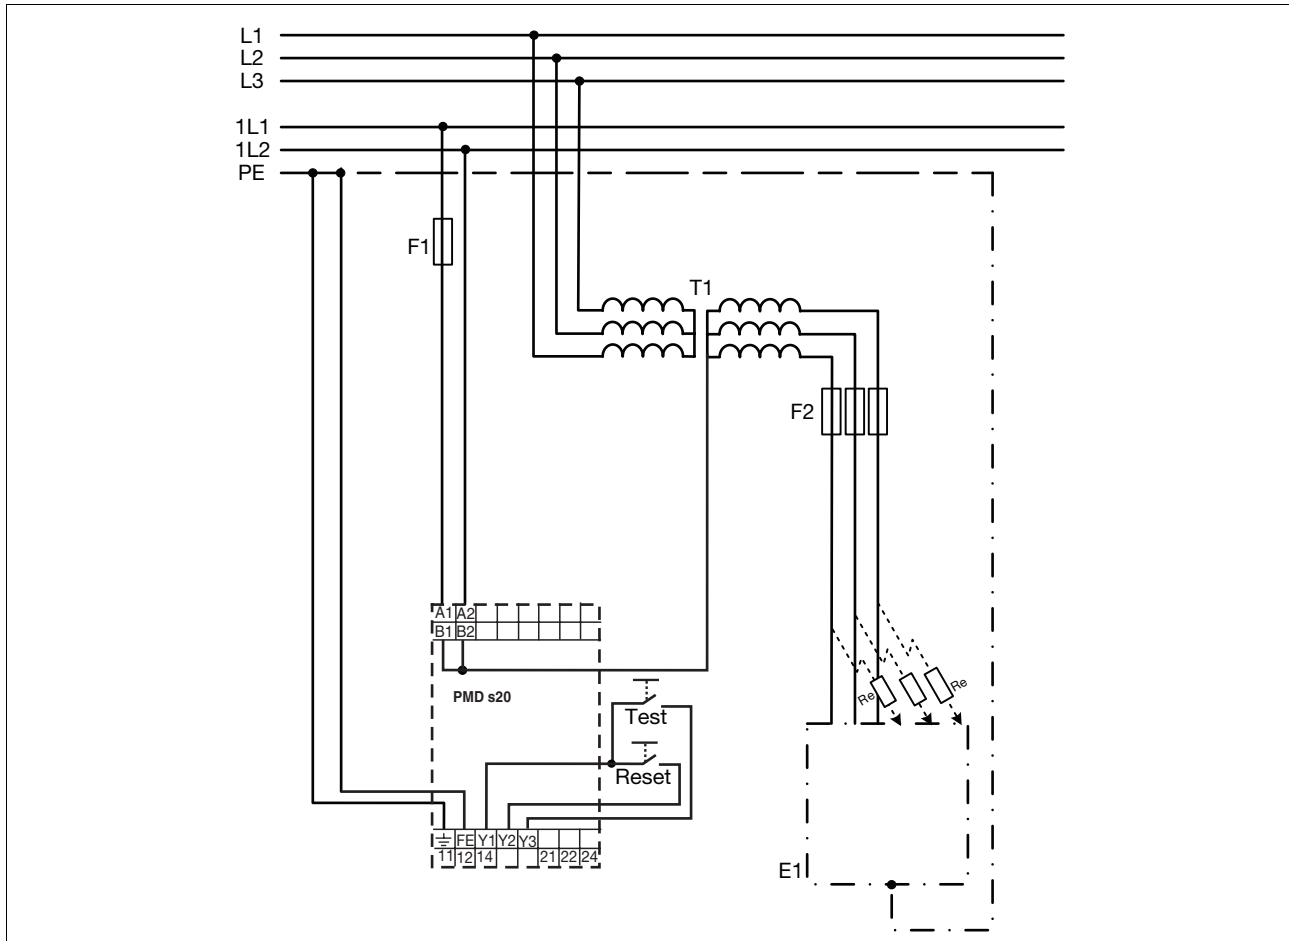 L1
L2
L3
1L1
1L2
PE
F1
T1
F2
A1 A2
B1 B2
PMD s20
Test
Reset
Re
Re
FE Y1 Y2 Y3
11 12 14 21 22 24
E1